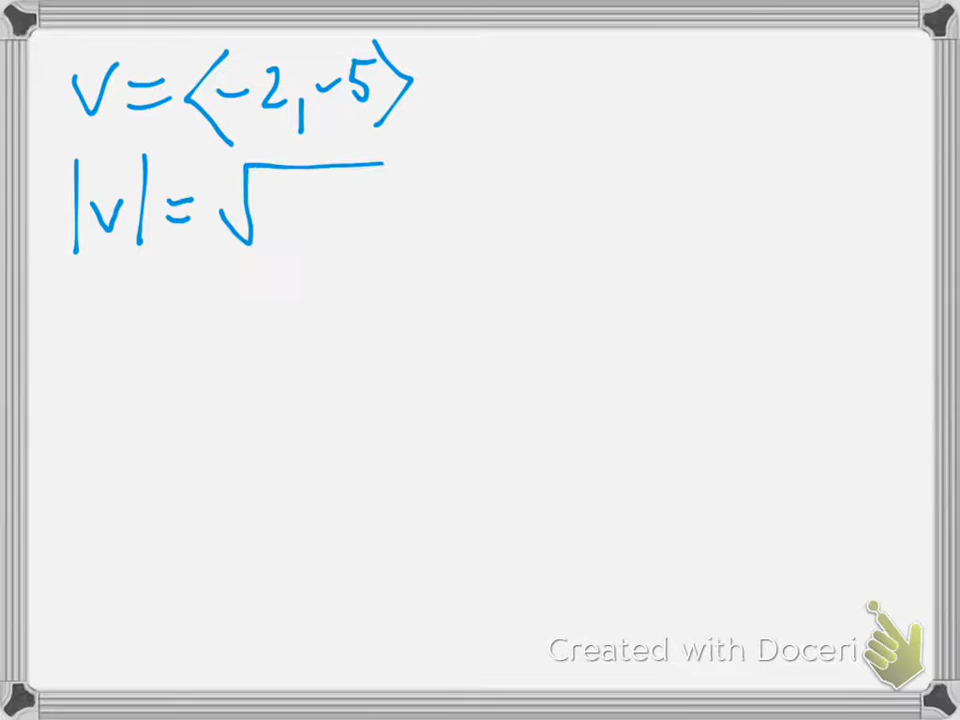 v = ⟨-2, -5⟩
|v| = √
Created with Doceri